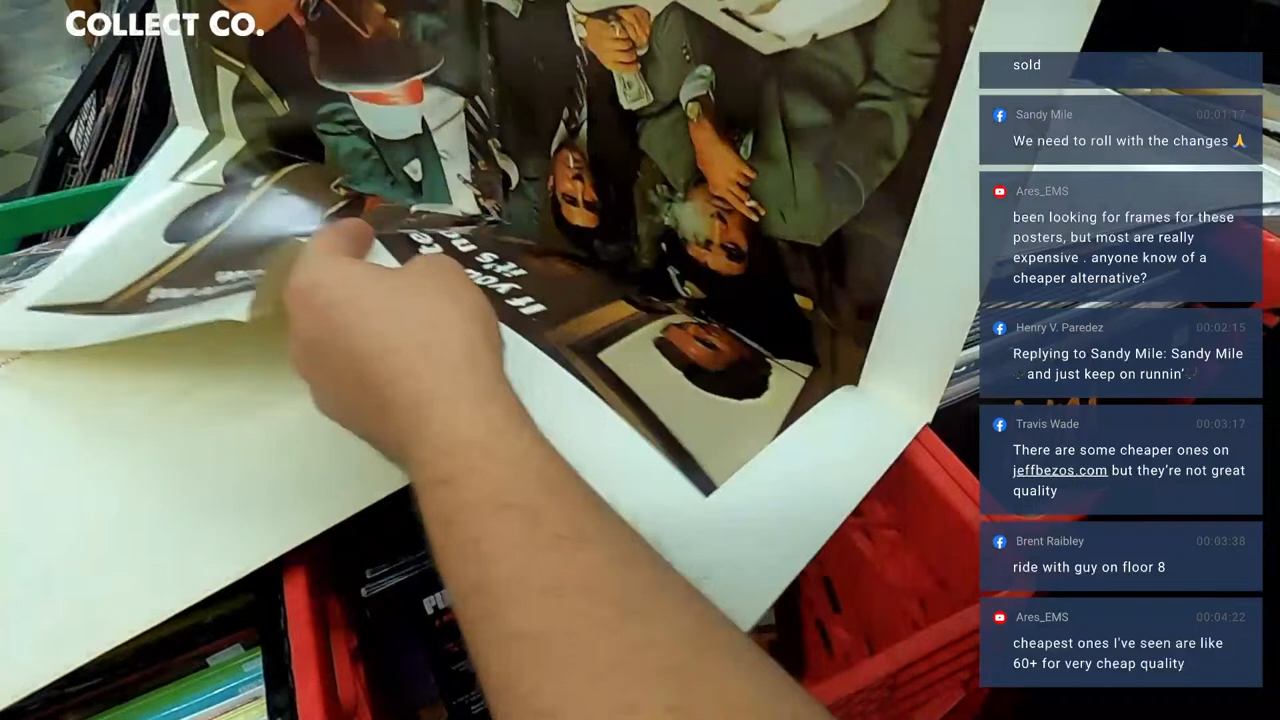 COLLECT CO.
sold
Sandy Mile 00:01:17
We need to roll with the changes 🙏
Ares_EMS
been looking for frames for these
posters, but most are really
expensive . anyone know of a
cheaper alternative?
Henry V. Paredez 00:02:15
Replying to Sandy Mile: Sandy Mile
and just keep on runnin’
Travis Wade 00:03:17
There are some cheaper ones on
jeffbezos.com but they’re not great
quality
Brent Raibley 00:03:38
ride with guy on floor 8
Ares_EMS 00:04:22
cheapest ones I've seen are like
60+ for very cheap quality
If you
it's